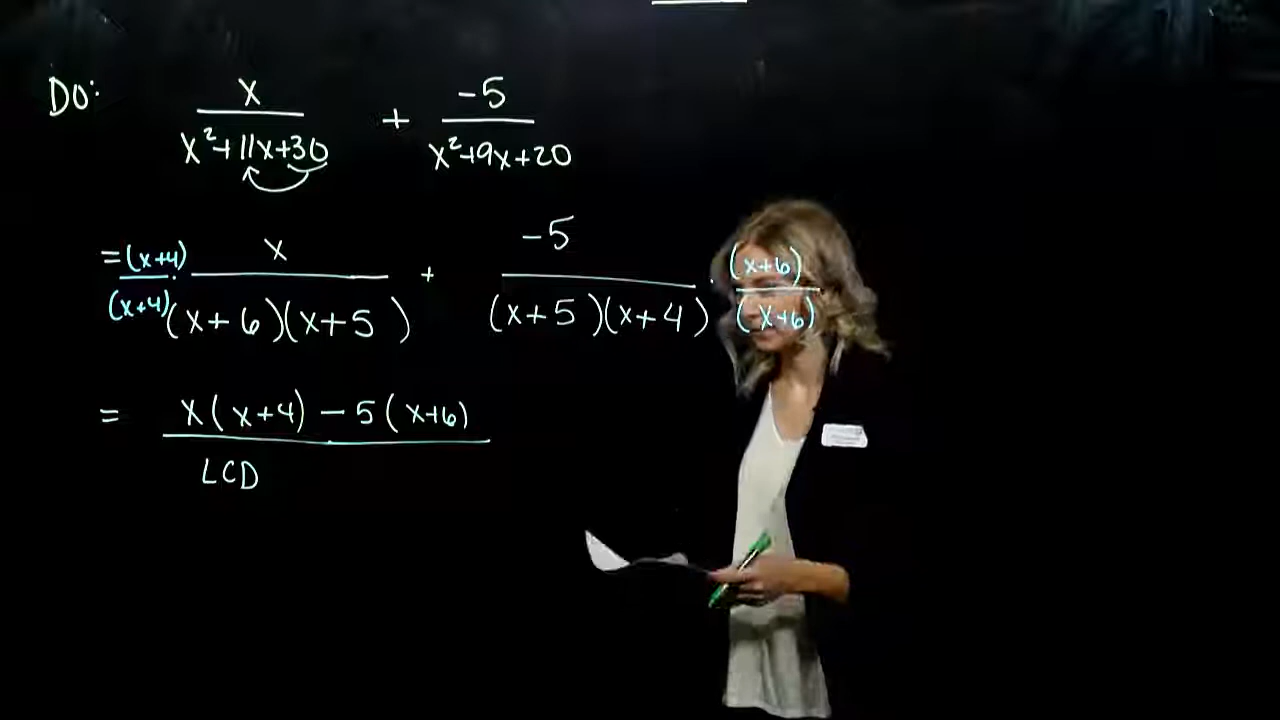 Do: x/(x²+11x+30) + -5/(x²+9x+20)
= (x+4)/(x+4) · x/((x+6)(x+5)) + -5/((x+5)(x+4)) · (x+6)/(x+6)
= (x(x+4) - 5(x+6))/LCD